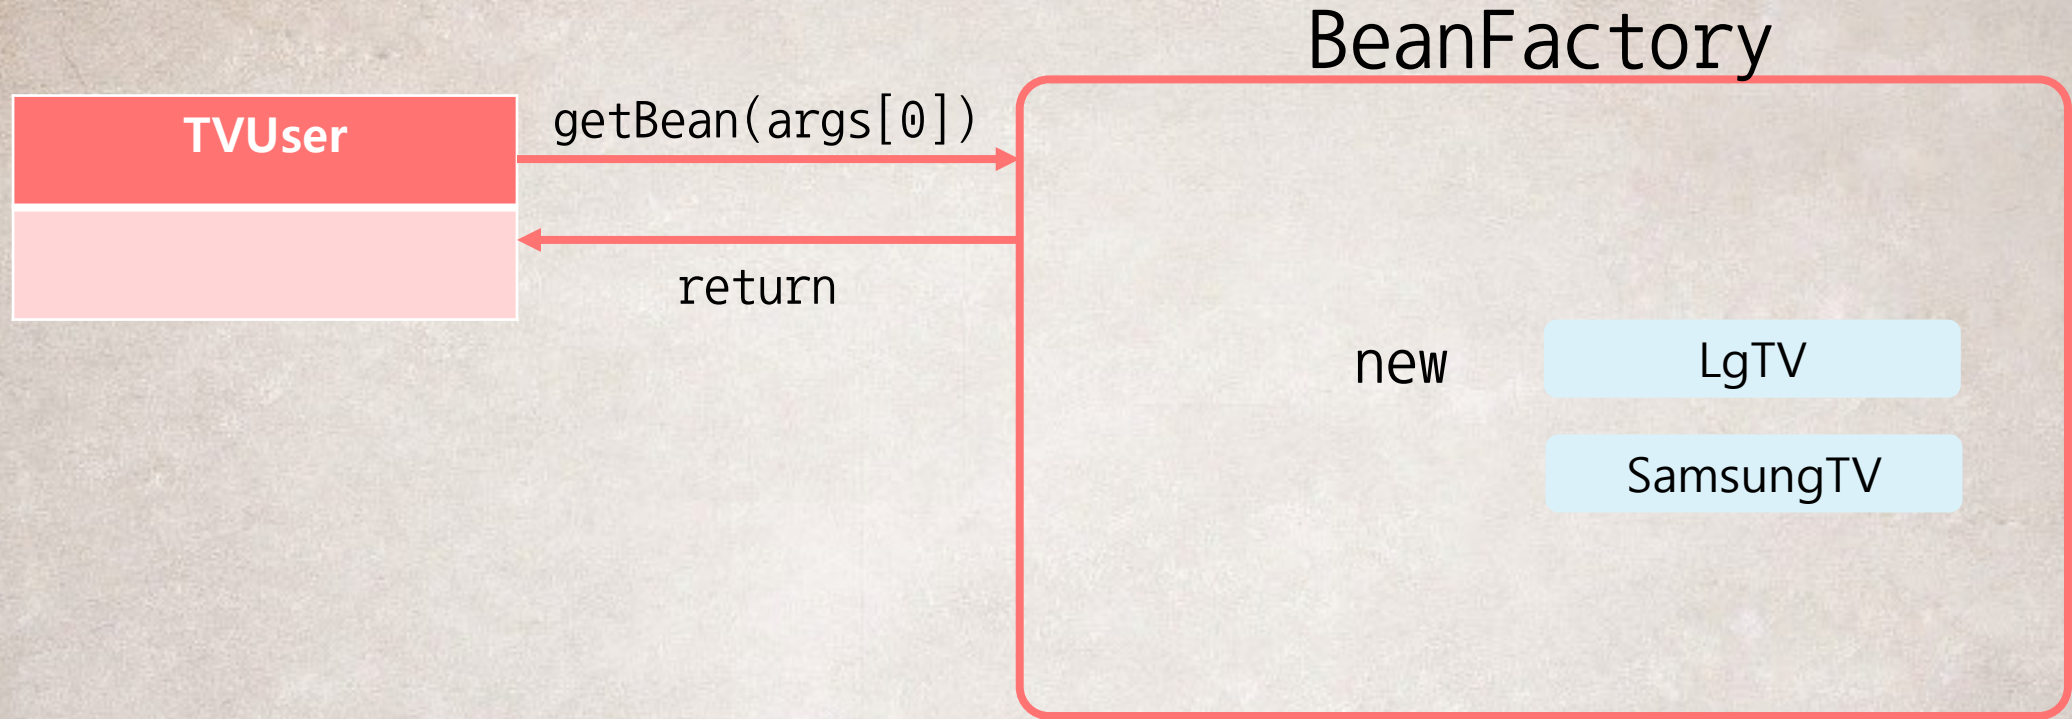 BeanFactory
TVUser
getBean(args[0])
return
new
LgTV
SamsungTV